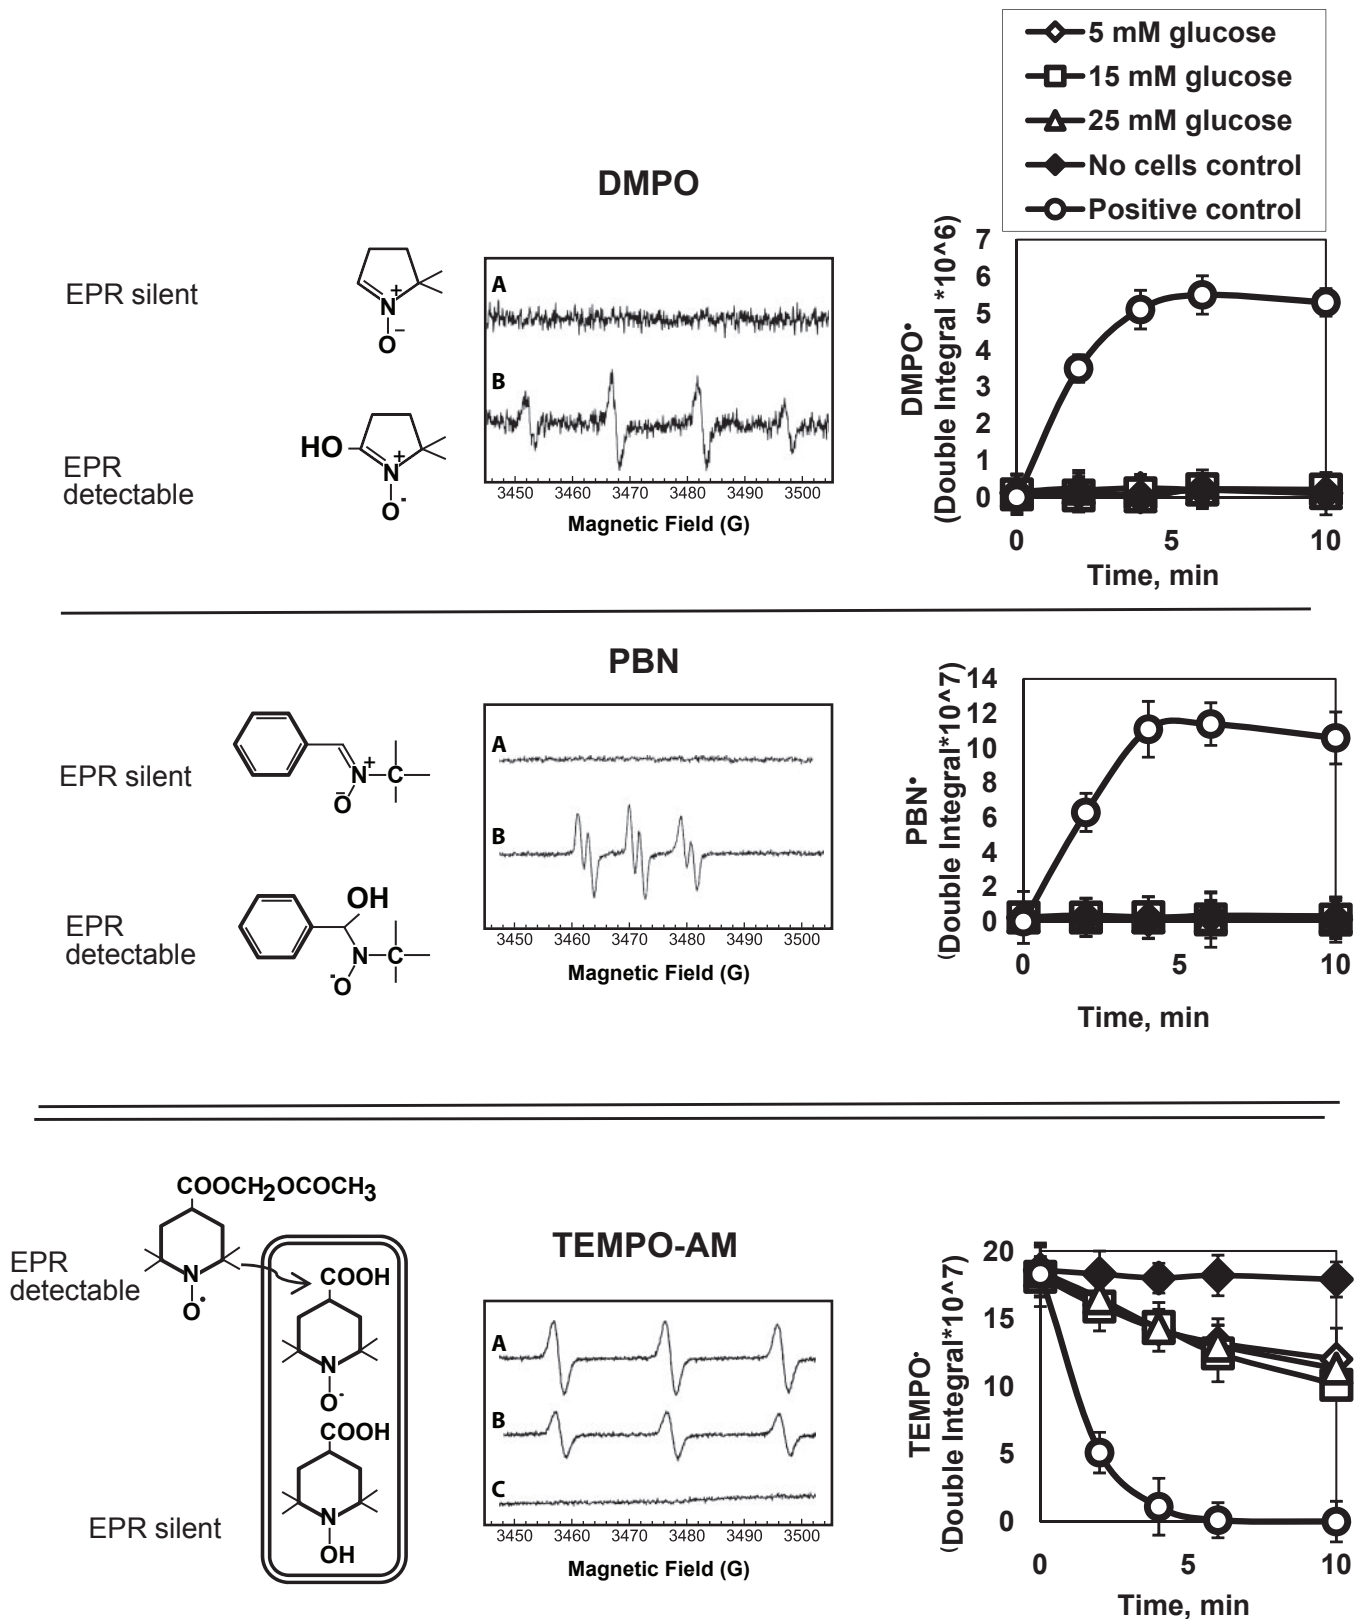 5 mM glucose
15 mM glucose
25 mM glucose
No cells control
Positive control
DMPO
EPR silent
N
+
O
–
A
B
HO
N
+
O
-
EPR
detectable
3450 3460 3470 3480 3490 3500
Magnetic Field (G)
DMPO•
(Double Integral *10^6)
7
6
5
4
3
2
1
0
0 5 10
Time, min
PBN
EPR silent
N
+
C
O
–
A
B
EPR
detectable
OH
N
C
-O
3450 3460 3470 3480 3490 3500
Magnetic Field (G)
PBN•
(Double Integral*10^7)
14
12
10
8
6
4
2
0
0 5 10
Time, min
TEMPO-AM
COOCH2OCOCH3
EPR
detectable
N
O•
COOH
N
O-
COOH
N
OH
EPR silent
A
B
C
3450 3460 3470 3480 3490 3500
Magnetic Field (G)
TEMPO•
(Double Integral*10^7)
20
15
10
5
0
0 5 10
Time, min